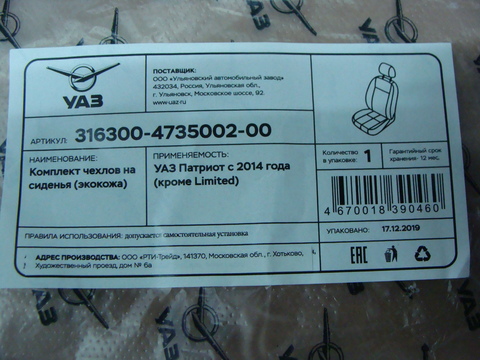 УАЗ
ПОСТАВЩИК:
ООО «Ульяновский автомобильный завод»
432034, Россия, Ульяновская обл.,
г. Ульяновск, Московское шоссе, 92
www.uaz.ru
УАЗ
АРТИКУЛ: 316300-4735002-00
НАИМЕНОВАНИЕ:
Комплект чехлов на
сиденья (экокожа)
ПРИМЕНЯЕМОСТЬ:
УАЗ Патриот с 2014 года
(кроме Limited)
Количество
в упаковке: 1
Гарантийный срок
хранения- 12 мес.
4 670018 390460
ПРАВИЛА ИСПОЛЬЗОВАНИЯ: допускается самостоятельная установка
УПАКОВАНО: 17.12.2019
АДРЕС ПРОИЗВОДСТВА: ООО «РТИ-Трейд», 141370, Московская обл., г. Хотьково,
Художественный проезд, дом № 6а
EAC
УАЗ
УАЗ